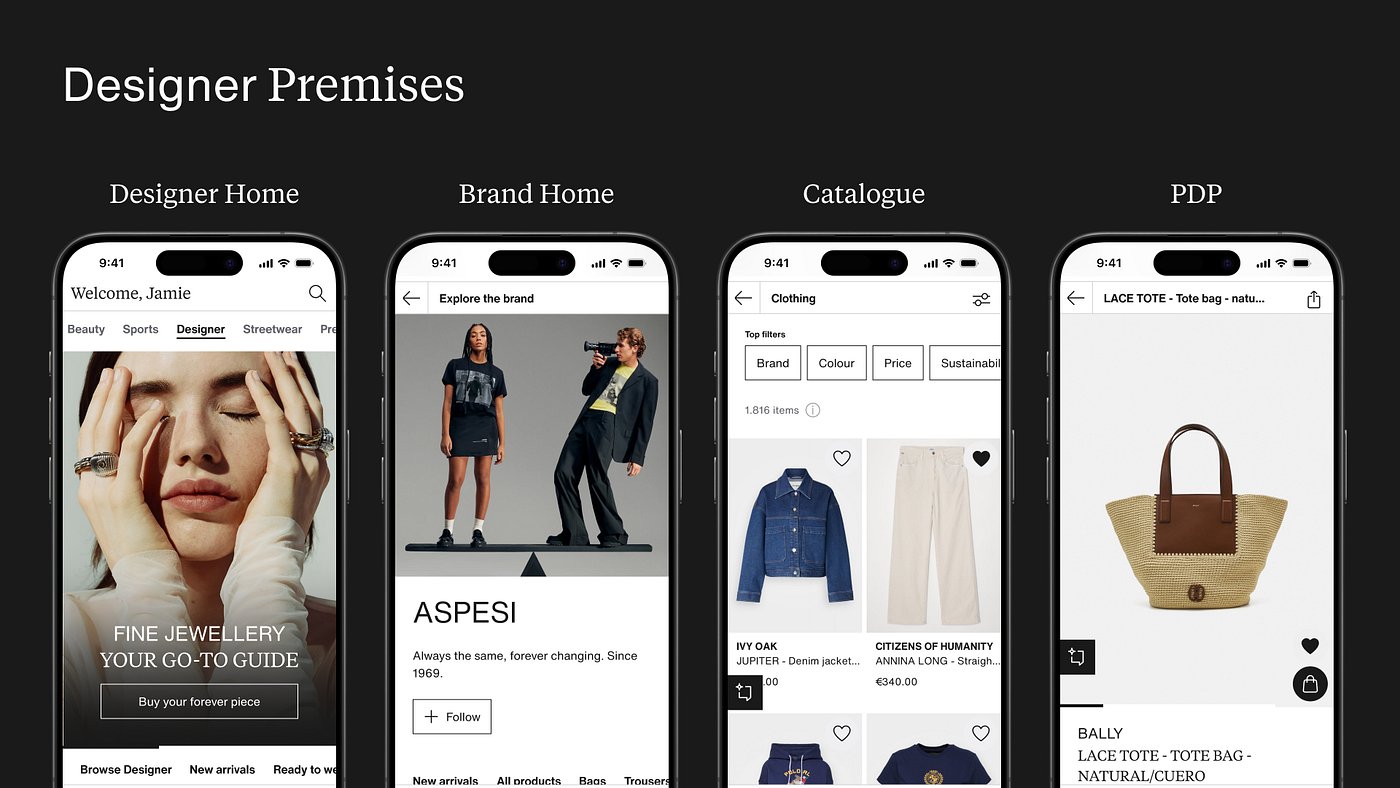 Designer Premises
Designer Home
9:41
Welcome, Jamie
Beauty Sports Designer Streetwear Pre
FINE JEWELLERY
YOUR GO-TO GUIDE
Buy your forever piece
Browse Designer New arrivals Ready to we
Brand Home
9:41
Explore the brand
ASPESI
Always the same, forever changing. Since
1969.
Follow
New arrivals All products Bags Trousers
Catalogue
9:41
Clothing
Top filters
Brand Colour Price Sustainabil
1.816 items
IVY OAK
JUPITER - Denim jacket...
.00
CITIZENS OF HUMANITY
ANNINA LONG - Straigh...
€340.00
PDP
9:41
LACE TOTE - Tote bag - natu...
BALLY
LACE TOTE - TOTE BAG -
NATURAL/CUERO